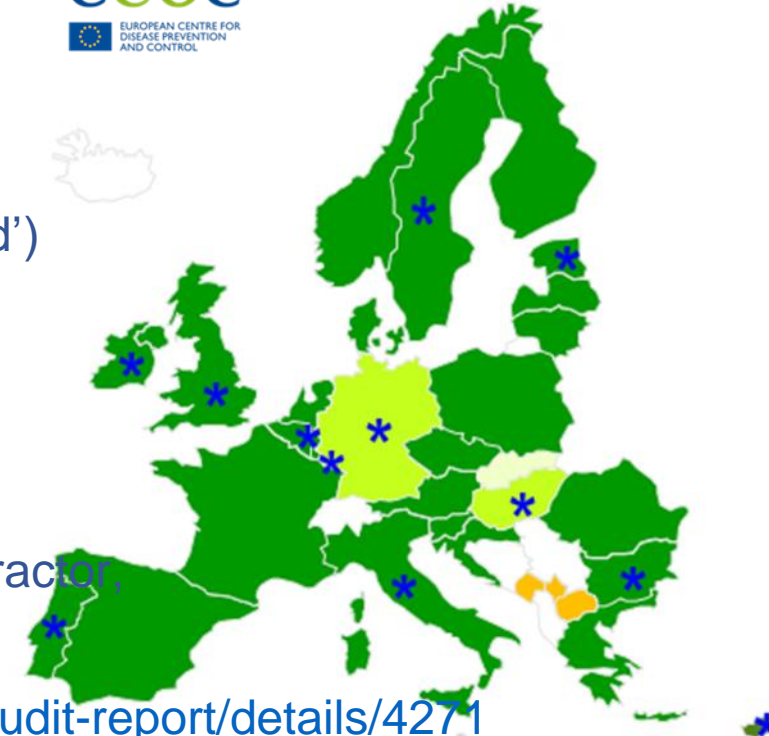 EUROPEAN CENTRE FOR
DISEASE PREVENTION
AND CONTROL
d’)
ractor,
udit-report/details/4271